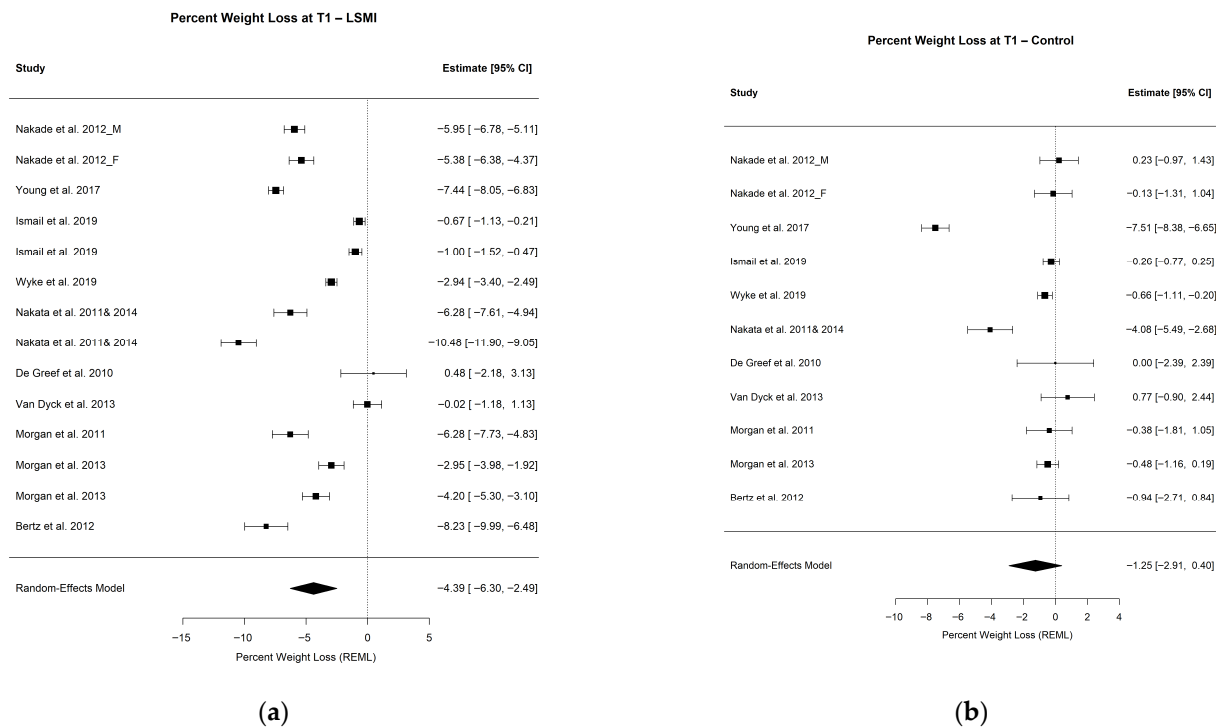 Percent Weight Loss at T1 – LSMI
Study Estimate [95% CI]
Nakade et al. 2012_M −5.95 [ −6.78, −5.11]
Nakade et al. 2012_F −5.38 [ −6.38, −4.37]
Young et al. 2017 −7.44 [ −8.05, −6.83]
Ismail et al. 2019 −0.67 [ −1.13, −0.21]
Ismail et al. 2019 −1.00 [ −1.52, −0.47]
Wyke et al. 2019 −2.94 [ −3.40, −2.49]
Nakata et al. 2011& 2014 −6.28 [ −7.61, −4.94]
Nakata et al. 2011& 2014 −10.48 [−11.90, −9.05]
De Greef et al. 2010 0.48 [ −2.18, 3.13]
Van Dyck et al. 2013 −0.02 [ −1.18, 1.13]
Morgan et al. 2011 −6.28 [ −7.73, −4.83]
Morgan et al. 2013 −2.95 [ −3.98, −1.92]
Morgan et al. 2013 −4.20 [ −5.30, −3.10]
Bertz et al. 2012 −8.23 [ −9.99, −6.48]
Random−Effects Model −4.39 [ −6.30, −2.49]
−15 −10 −5 0 5
Percent Weight Loss (REML)
(a)
Percent Weight Loss at T1 – Control
Study Estimate [95% CI]
Nakade et al. 2012_M 0.23 [−0.97, 1.43]
Nakade et al. 2012_F −0.13 [−1.31, 1.04]
Young et al. 2017 −7.51 [−8.38, −6.65]
Ismail et al. 2019 −0.26 [−0.77, 0.25]
Wyke et al. 2019 −0.66 [−1.11, −0.20]
Nakata et al. 2011& 2014 −4.08 [−5.49, −2.68]
De Greef et al. 2010 0.00 [−2.39, 2.39]
Van Dyck et al. 2013 0.77 [−0.90, 2.44]
Morgan et al. 2011 −0.38 [−1.81, 1.05]
Morgan et al. 2013 −0.48 [−1.16, 0.19]
Bertz et al. 2012 −0.94 [−2.71, 0.84]
Random−Effects Model −1.25 [−2.91, 0.40]
−10 −8 −6 −4 −2 0 2 4
Percent Weight Loss (REML)
(b)